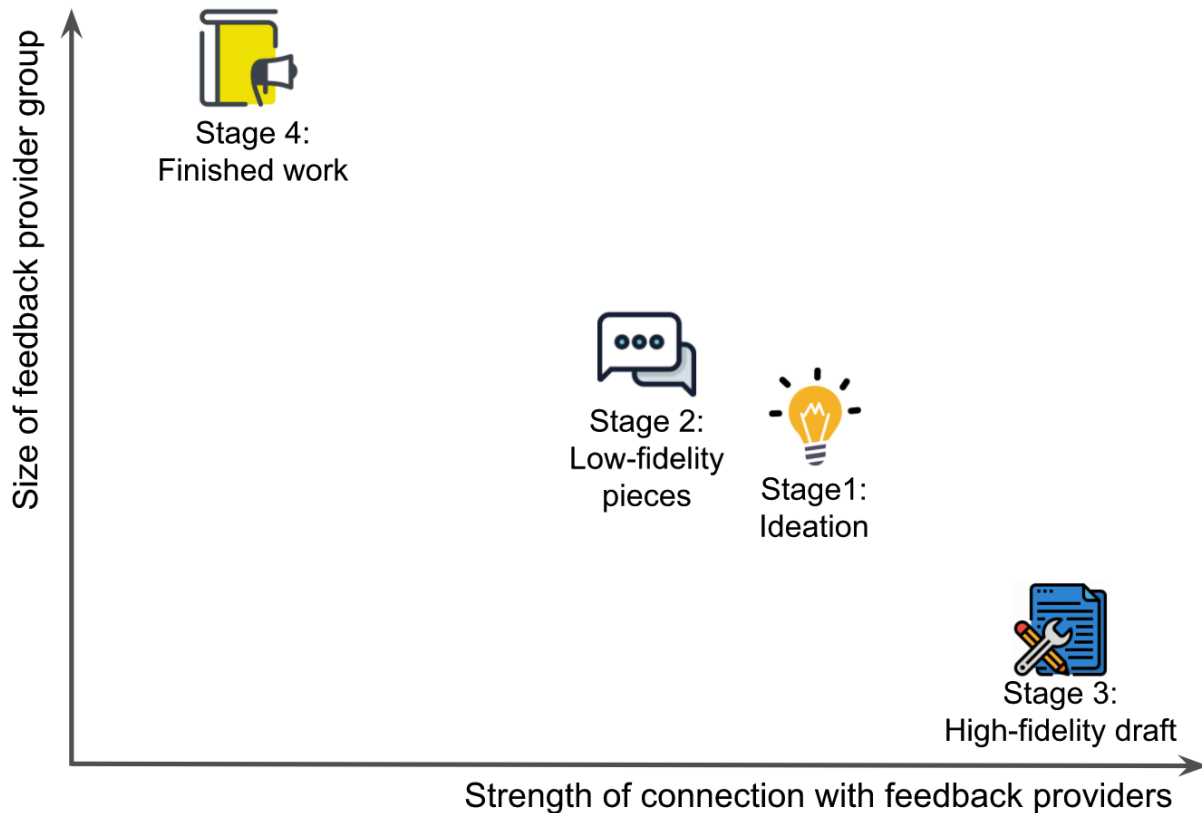 Size of feedback provider group
Stage 4:
Finished work
Stage 2:
Low-fidelity
pieces
Stage1:
Ideation
Stage 3:
High-fidelity draft
Strength of connection with feedback providers